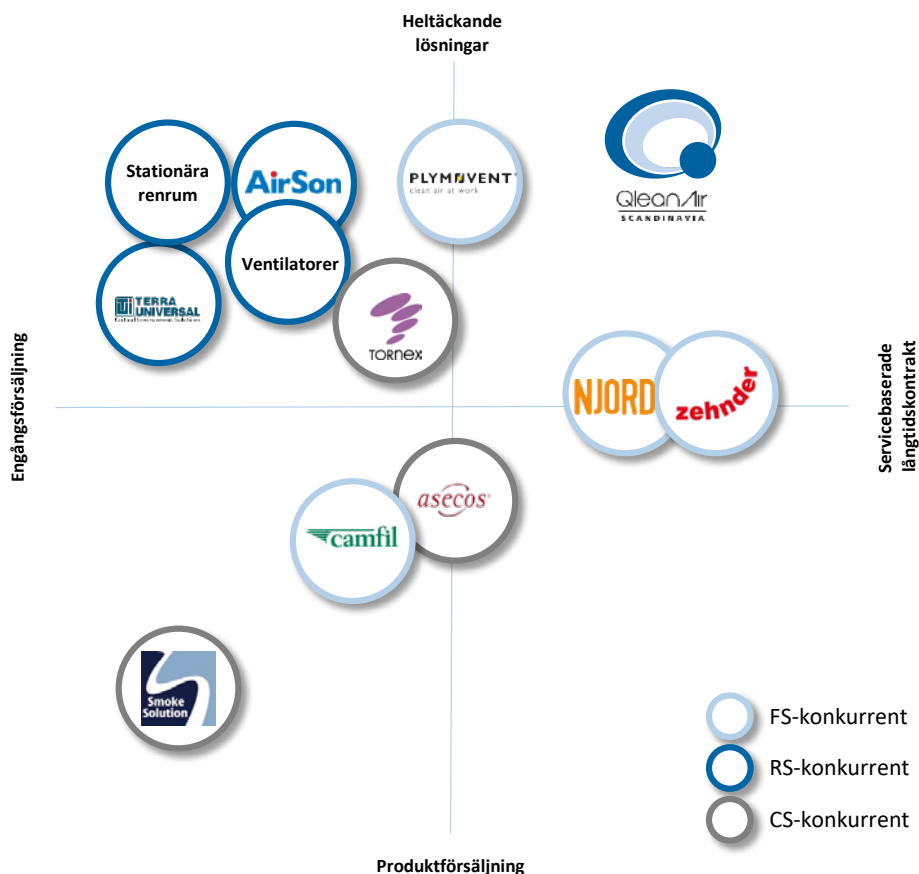 Heltäckande
lösningar
Stationära
renrum
AirSon
PLYMOVENT
clean air at work
QleanAir
SCANDINAVIA
Ventilatorer
TERRA
UNIVERSAL
TORNEX
Engångsförsäljning
NJORD
zehnder
Servicebaserade
långtidskontrakt
asecos
camfil
Smoke
Solution
FS-konkurrent
RS-konkurrent
CS-konkurrent
Produktförsäljning